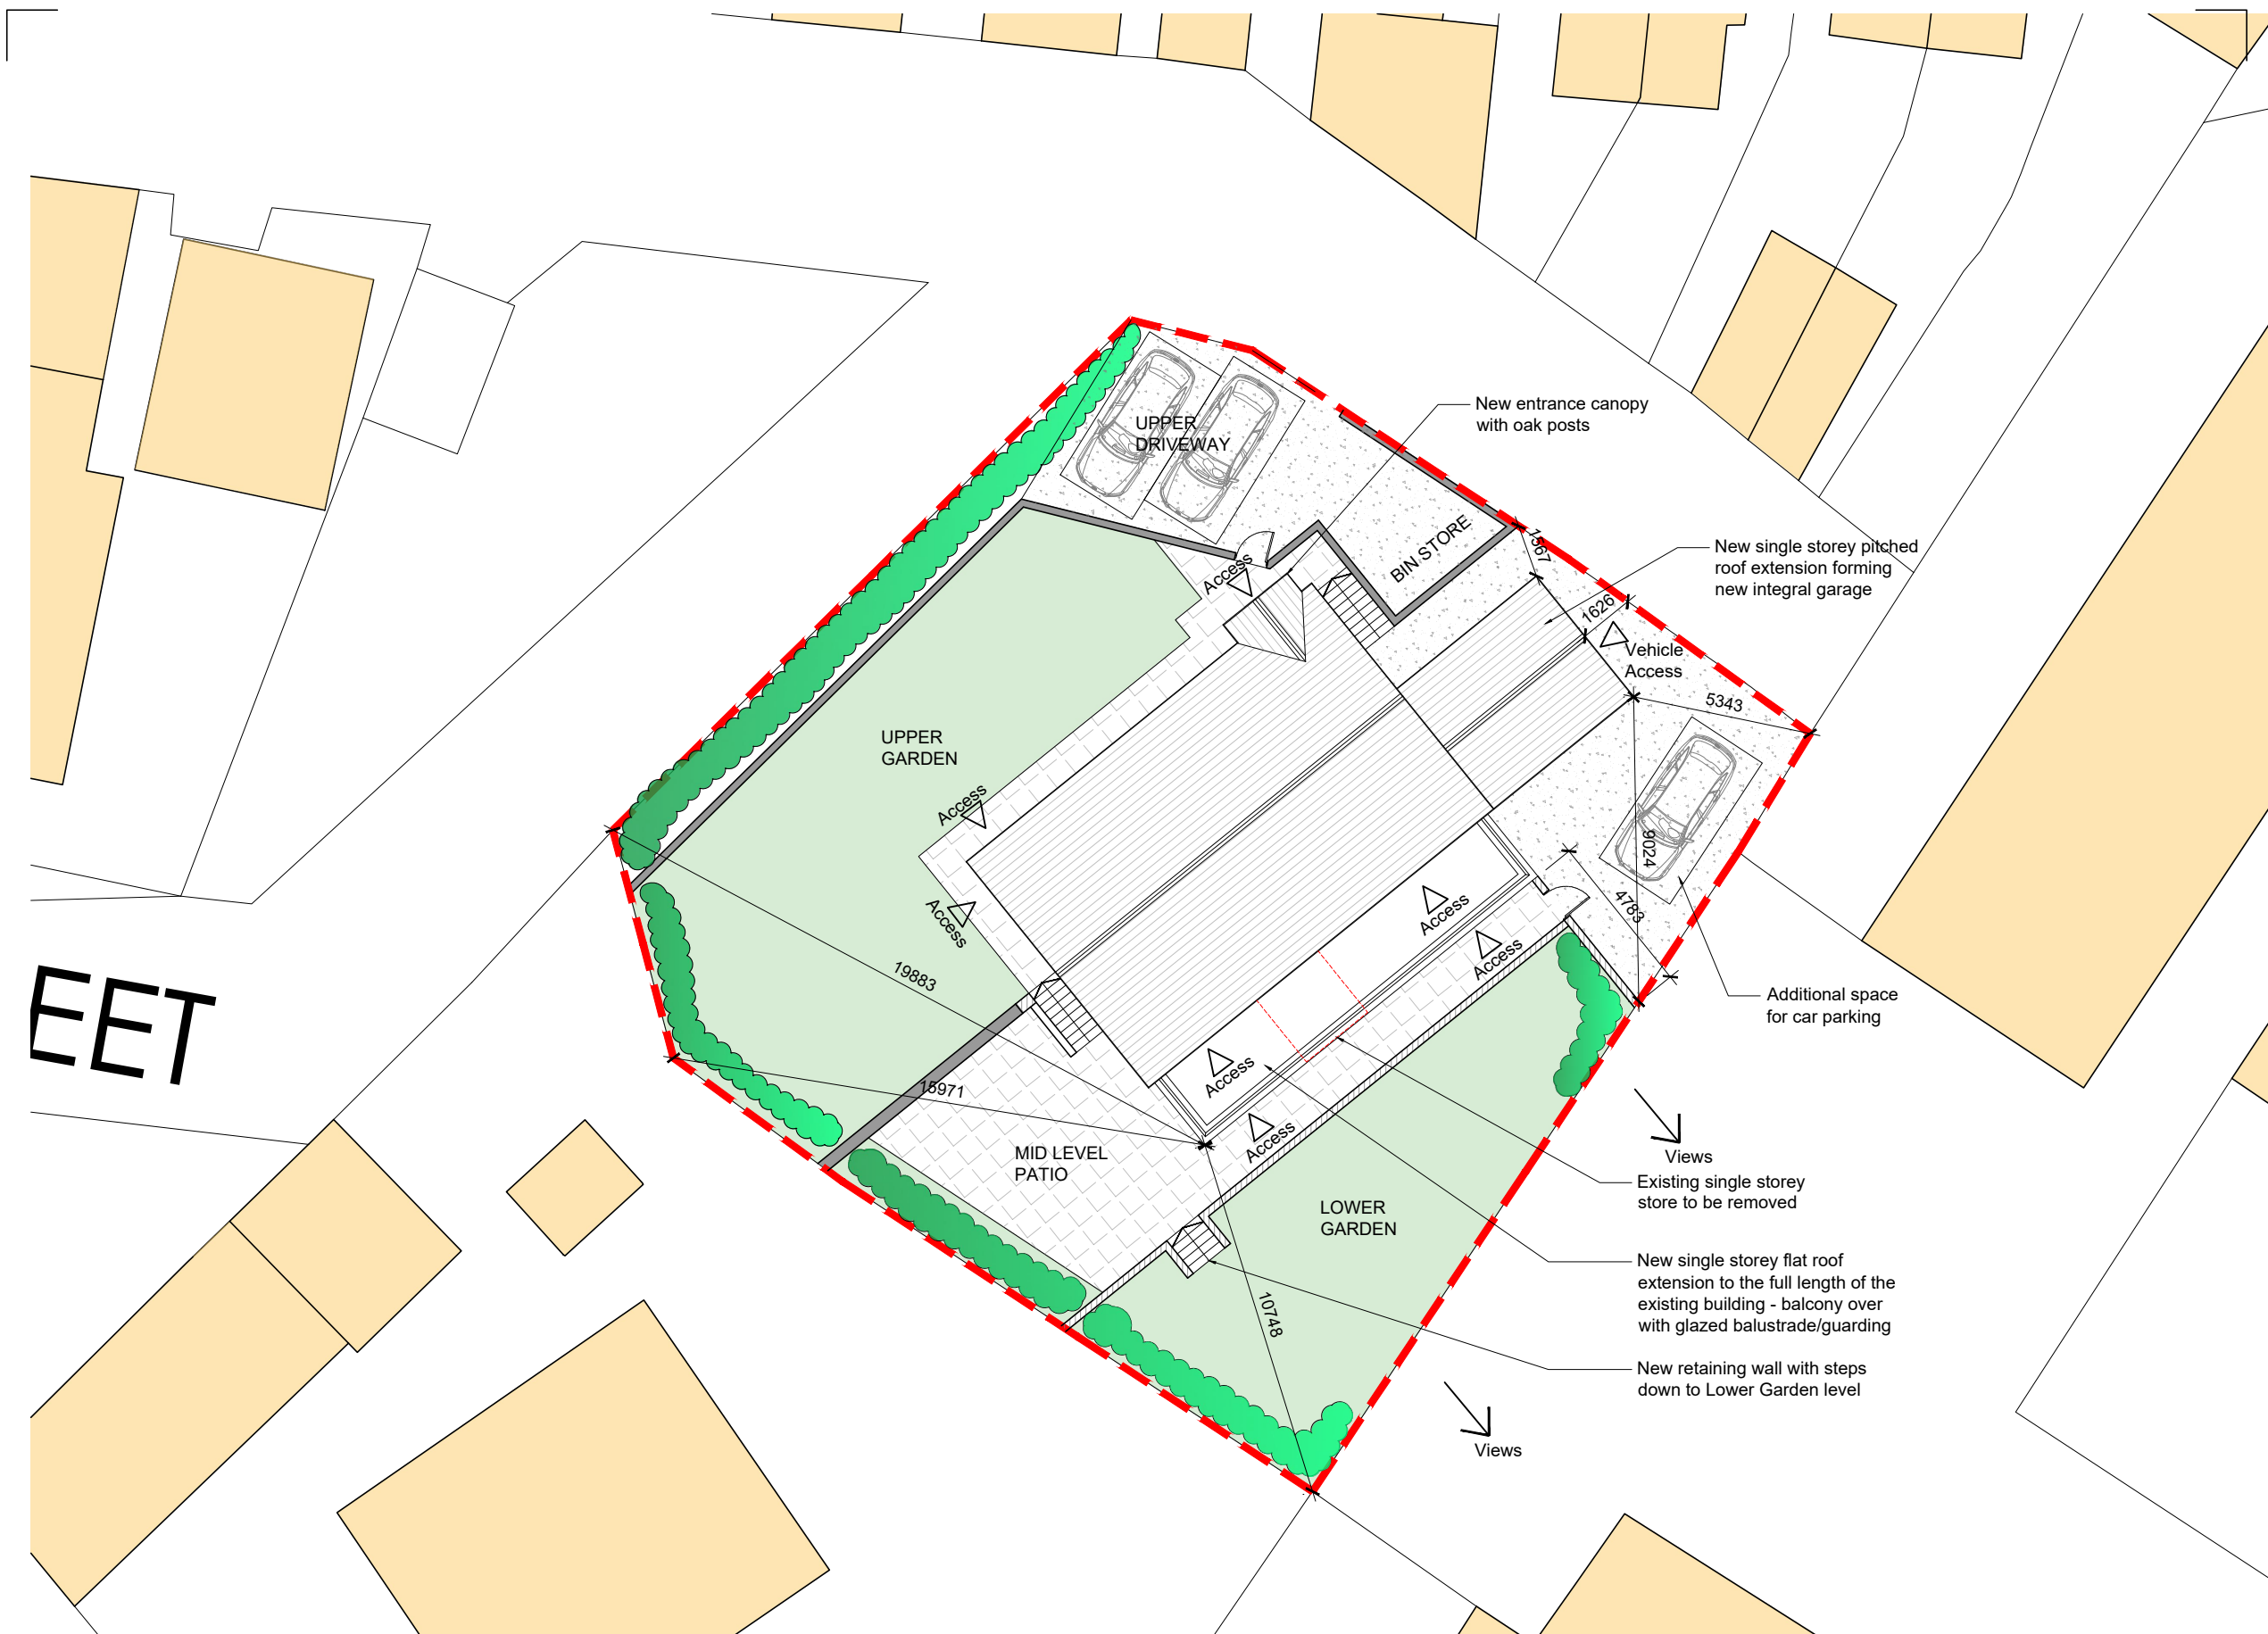 New entrance canopy
with oak posts
UPPER
DRIVEWAY
BIN STORE
1567
New single storey pitched
roof extension forming
new integral garage
Access
1626
Vehicle
Access
5343
UPPER
GARDEN
Access
9024
Access
Access
4783
Access
19883
Additional space
for car parking
Access
15971
Access
MID LEVEL
PATIO
Views
Existing single storey
store to be removed
LOWER
GARDEN
New single storey flat roof
extension to the full length of the
existing building - balcony over
with glazed balustrade/guarding
10748
New retaining wall with steps
down to Lower Garden level
Views
EET